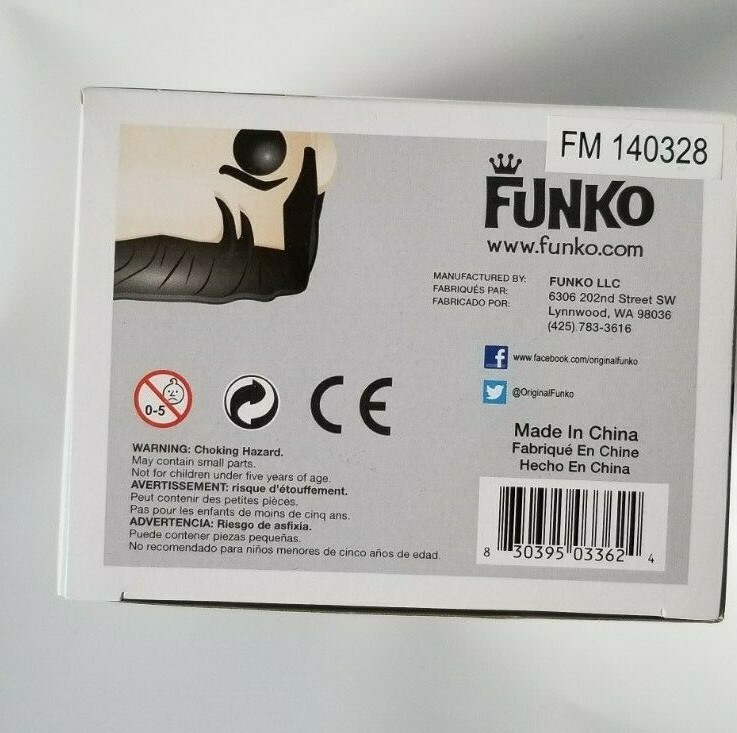 FM 140328
FUNKO
www.funko.com
MANUFACTURED BY:
FABRIQUÉS PAR:
FABRICADO POR:
FUNKO LLC
6306 202nd Street SW
Lynnwood, WA 98036
(425) 783-3616
f www.facebook.com/originalfunko
@OriginalFunko
0-5
CE
WARNING: Choking Hazard.
May contain small parts.
Not for children under five years of age.
AVERTISSEMENT: risque d'étouffement.
Peut contenir des petites pièces.
Pas pour les enfants de moins de cinq ans.
ADVERTENCIA: Riesgo de asfixia.
Puede contener piezas pequeñas.
No recomendado para niños menores de cinco años de edad.
Made In China
Fabriqué En Chine
Hecho En China
8 30395 03362 4